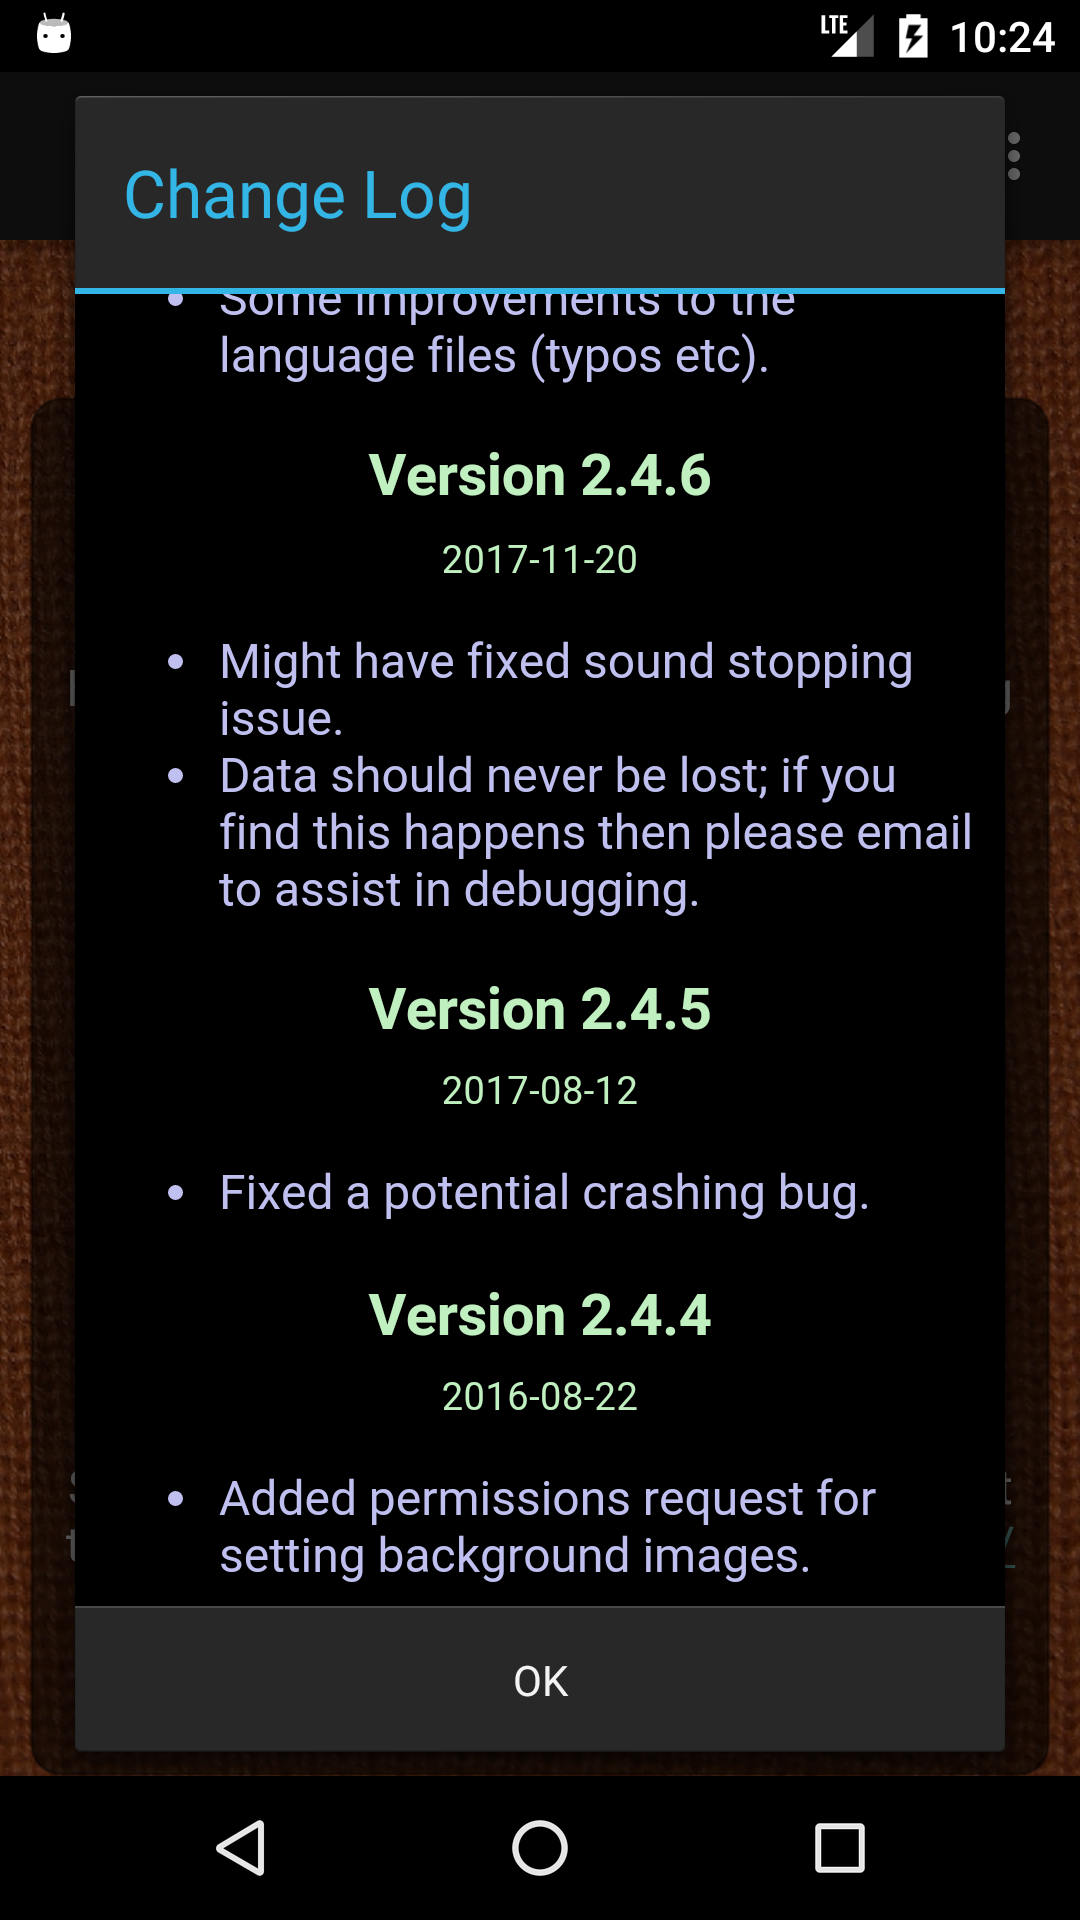 LTE 10:24
Change Log
Some improvements to the
language files (typos etc).
Version 2.4.6
2017-11-20
Might have fixed sound stopping
issue.
Data should never be lost; if you
find this happens then please email
to assist in debugging.
Version 2.4.5
2017-08-12
Fixed a potential crashing bug.
Version 2.4.4
2016-08-22
Added permissions request for
setting background images.
OK